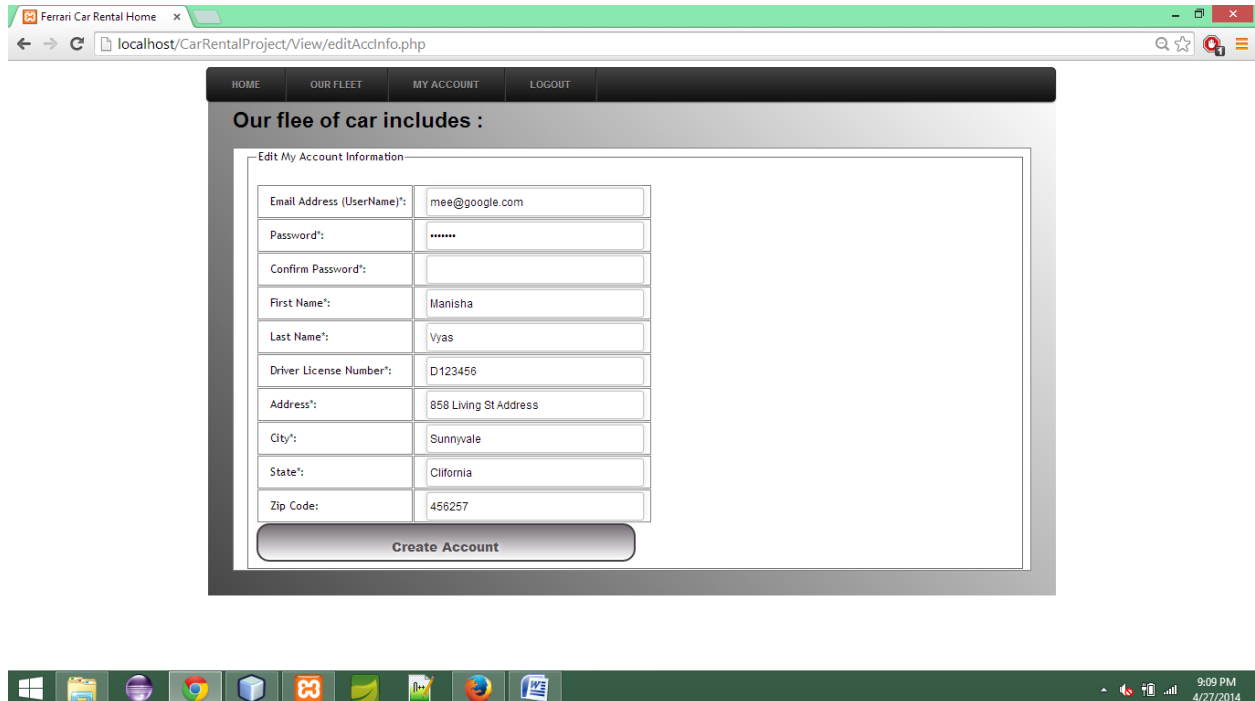 Ferrari Car Rental Home
localhost/CarRentalProject/View/editAccInfo.php
1
HOME OUR FLEET MY ACCOUNT LOGOUT
Our flee of car includes :
Edit My Account Information
Email Address (UserName)*: mee@google.com
Password*: •••••••
Confirm Password*:
First Name*: Manisha
Last Name*: Vyas
Driver License Number*: D123456
Address*: 858 Living St Address
City*: Sunnyvale
State*: Clifornia
Zip Code: 456257
Create Account
9:09 PM
4/27/2014